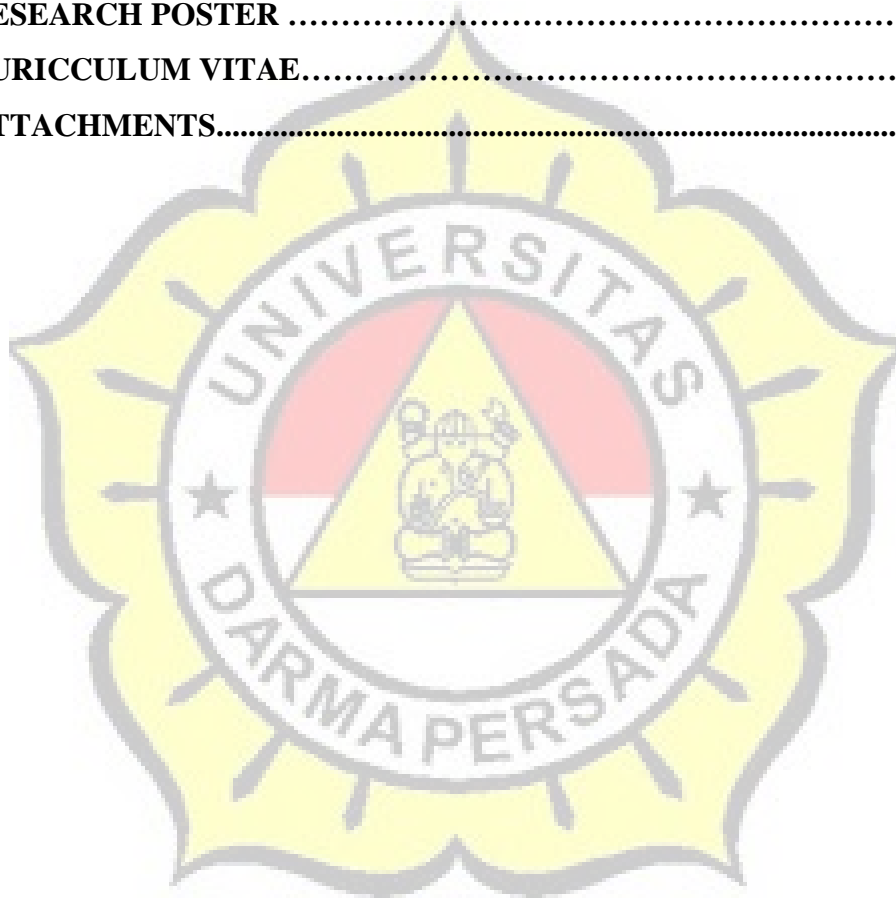 ESEARCH POSTER ……………………………………………………
URICCULUM VITAE…………………………………………………
TTACHMENTS.....................................................................................
UNIVERSITAS
DARMA PERSADA